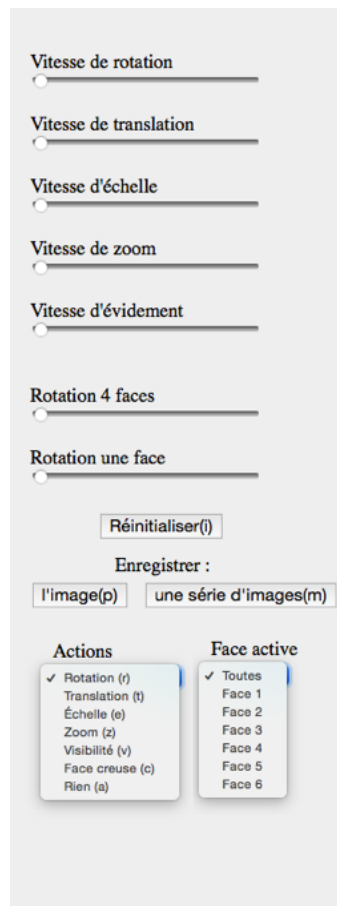 Vitesse de rotation
Vitesse de translation
Vitesse d'échelle
Vitesse de zoom
Vitesse d'évidement
Rotation 4 faces
Rotation une face
Réinitialiser(i)
Enregistrer :
l'image(p) une série d'images(m)
Actions
✓ Rotation (r)
Translation (t)
Échelle (e)
Zoom (z)
Visibilité (v)
Face creuse (c)
Rien (a)
Face active
✓ Toutes
Face 1
Face 2
Face 3
Face 4
Face 5
Face 6